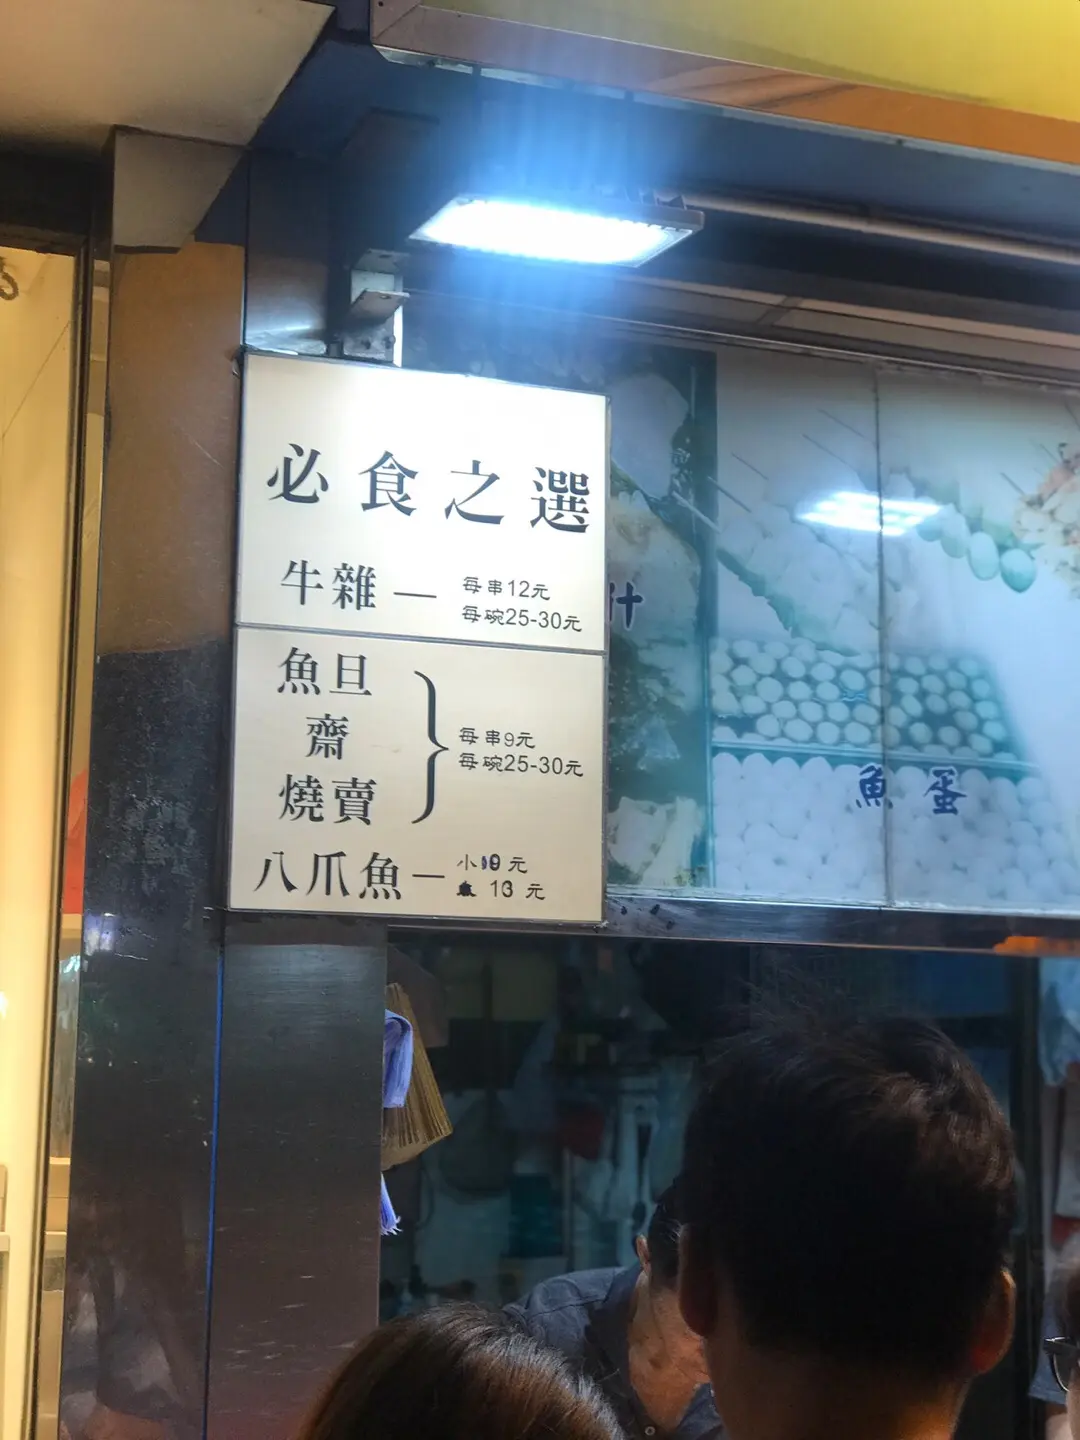 必食之選
牛雜 — 每串12元
每碗25-30元
魚旦
齋
燒賣
每串9元
每碗25-30元
八爪魚 — 小 元
13 元
汁
魚蛋